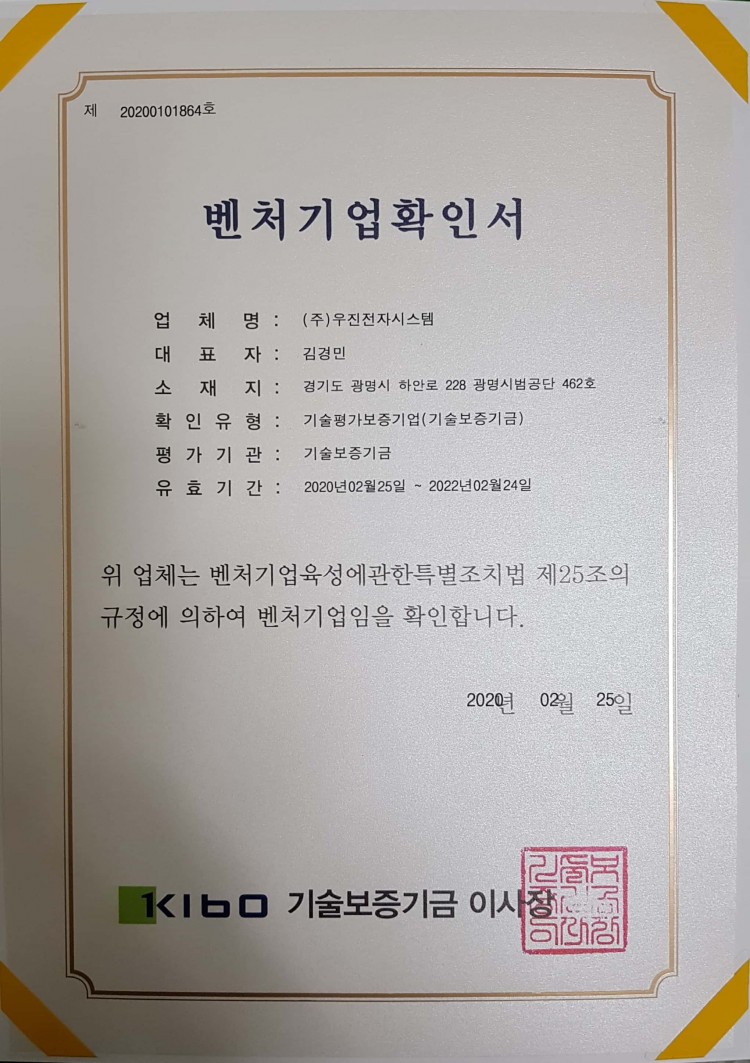 제 20200101864호
벤처기업확인서
업 체 명 : (주)우진전자시스템
대 표 자 : 김경민
소 재 지 : 경기도 광명시 하안로 228 광명시범공단 462호
확 인 유 형 : 기술평가보증기업(기술보증기금)
평 가 기 관 : 기술보증기금
유 효 기 간 : 2020년02월25일 ~ 2022년02월24일
위 업체는 벤처기업육성에관한특별조치법 제25조의
규정에 의하여 벤처기업임을 확인합니다.
2020년 02월 25일
KIBO 기술보증기금 이사장